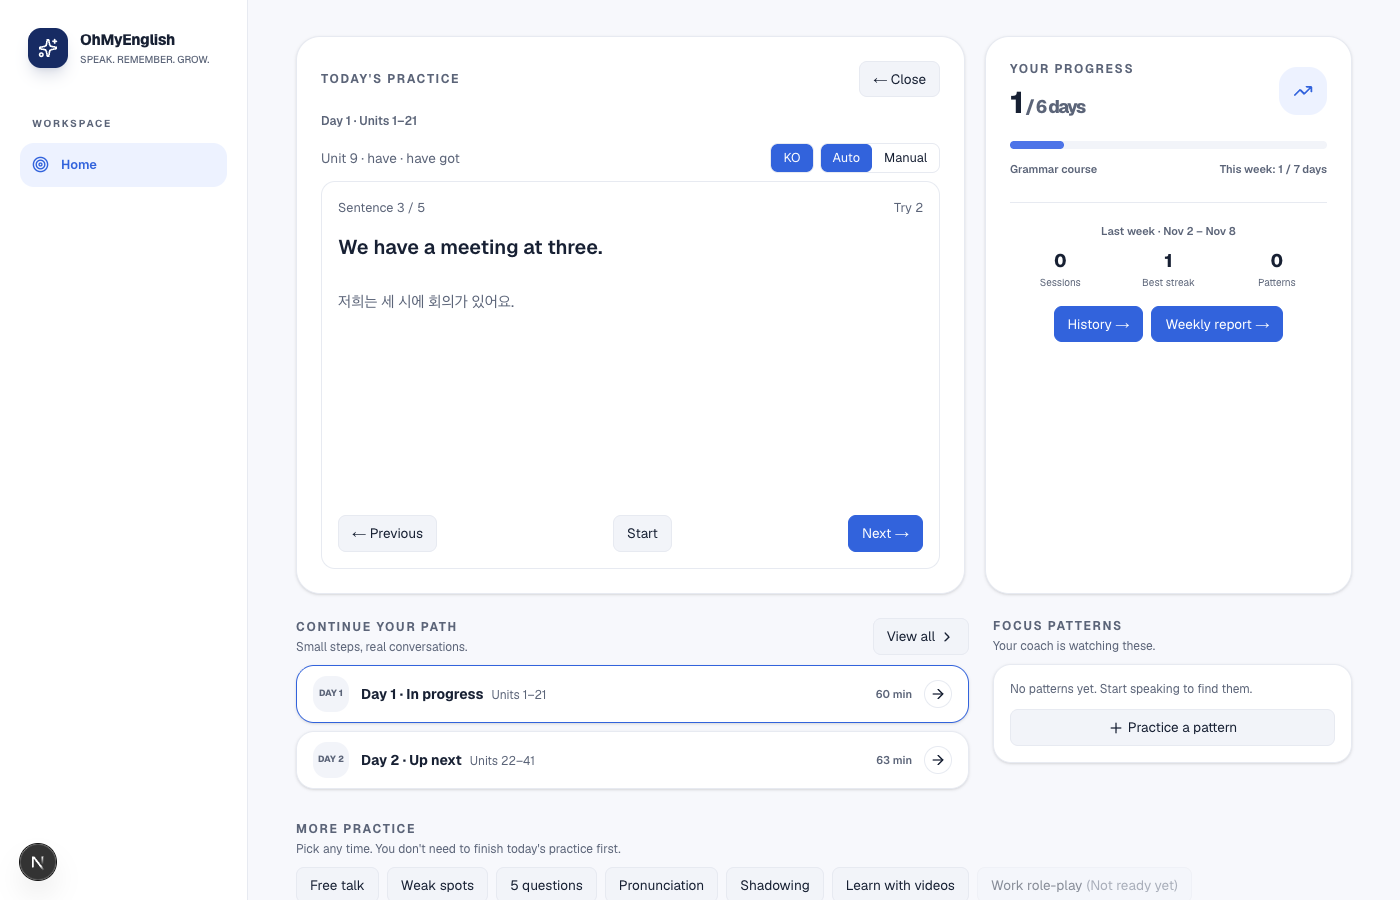 OhMyEnglish
SPEAK. REMEMBER. GROW.
WORKSPACE
Home
TODAY'S PRACTICE
← Close
Day 1 · Units 1–21
Unit 9 · have · have got
KO
Auto
Manual
Sentence 3 / 5
Try 2
We have a meeting at three.
저희는 세 시에 회의가 있어요.
← Previous
Start
Next →
YOUR PROGRESS
1 / 6 days
Grammar course
This week: 1 / 7 days
Last week · Nov 2 – Nov 8
0
Sessions
1
Best streak
0
Patterns
History →
Weekly report →
CONTINUE YOUR PATH
Small steps, real conversations.
View all
DAY 1
Day 1 · In progress Units 1–21
60 min
DAY 2
Day 2 · Up next Units 22–41
63 min
FOCUS PATTERNS
Your coach is watching these.
No patterns yet. Start speaking to find them.
+ Practice a pattern
MORE PRACTICE
Pick any time. You don't need to finish today's practice first.
Free talk
Weak spots
5 questions
Pronunciation
Shadowing
Learn with videos
Work role-play (Not ready yet)
N